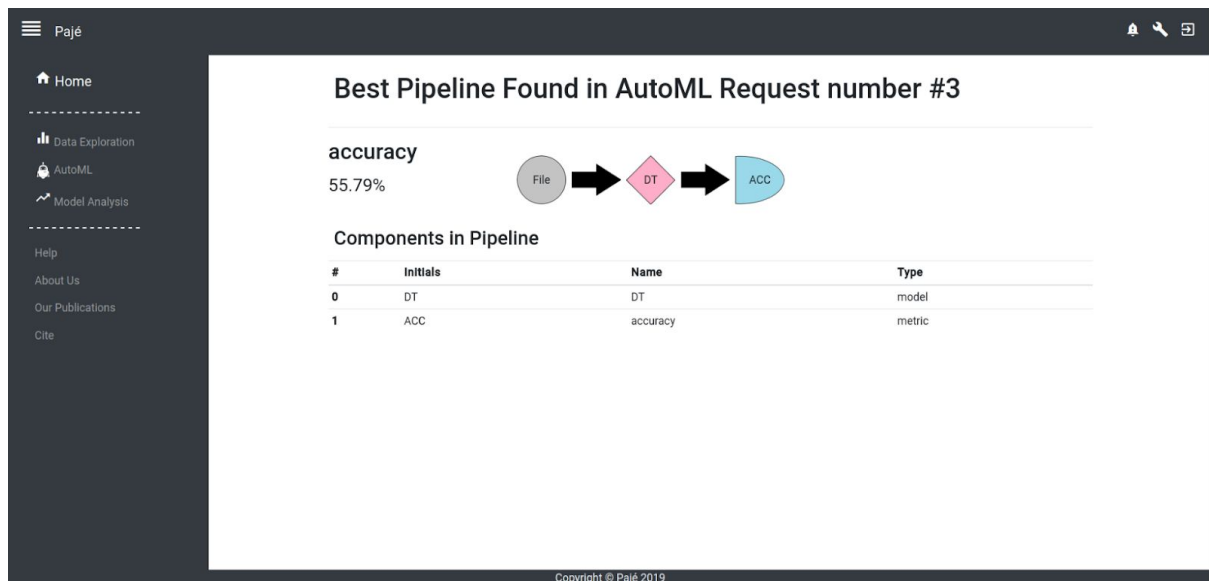 Pajé
Home
Data Exploration
AutoML
Model Analysis
Help
About Us
Our Publications
Cite
Best Pipeline Found in AutoML Request number #3
accuracy
55.79%
File DT ACC
Components in Pipeline
# Initials Name Type
0 DT DT model
1 ACC accuracy metric
Copyright © Pajé 2019